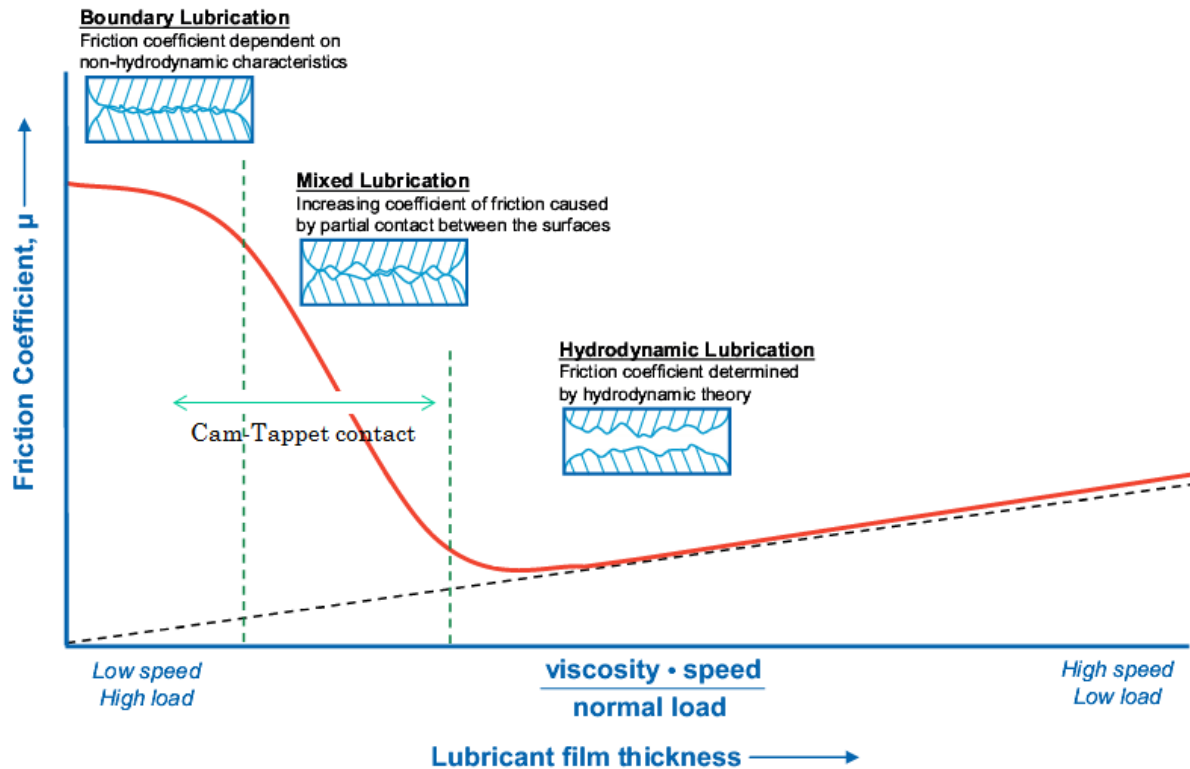 Boundary Lubrication
Friction coefficient dependent on
non-hydrodynamic characteristics
Mixed Lubrication
Increasing coefficient of friction caused
by partial contact between the surfaces
Hydrodynamic Lubrication
Friction coefficient determined
by hydrodynamic theory
Cam-Tappet contact
Friction Coefficient, μ
Low speed
High load
viscosity • speed
normal load
High speed
Low load
Lubricant film thickness